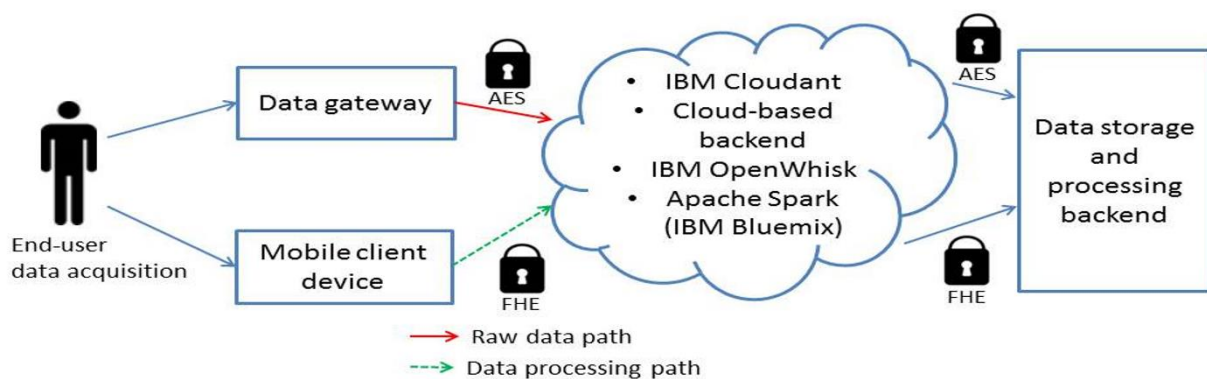 End-user
data acquisition
Data gateway
Mobile client
device
AES
FHE
• IBM Cloudant
• Cloud-based
backend
• IBM OpenWhisk
• Apache Spark
(IBM Bluemix)
AES
FHE
Data storage
and
processing
backend
Raw data path
Data processing path